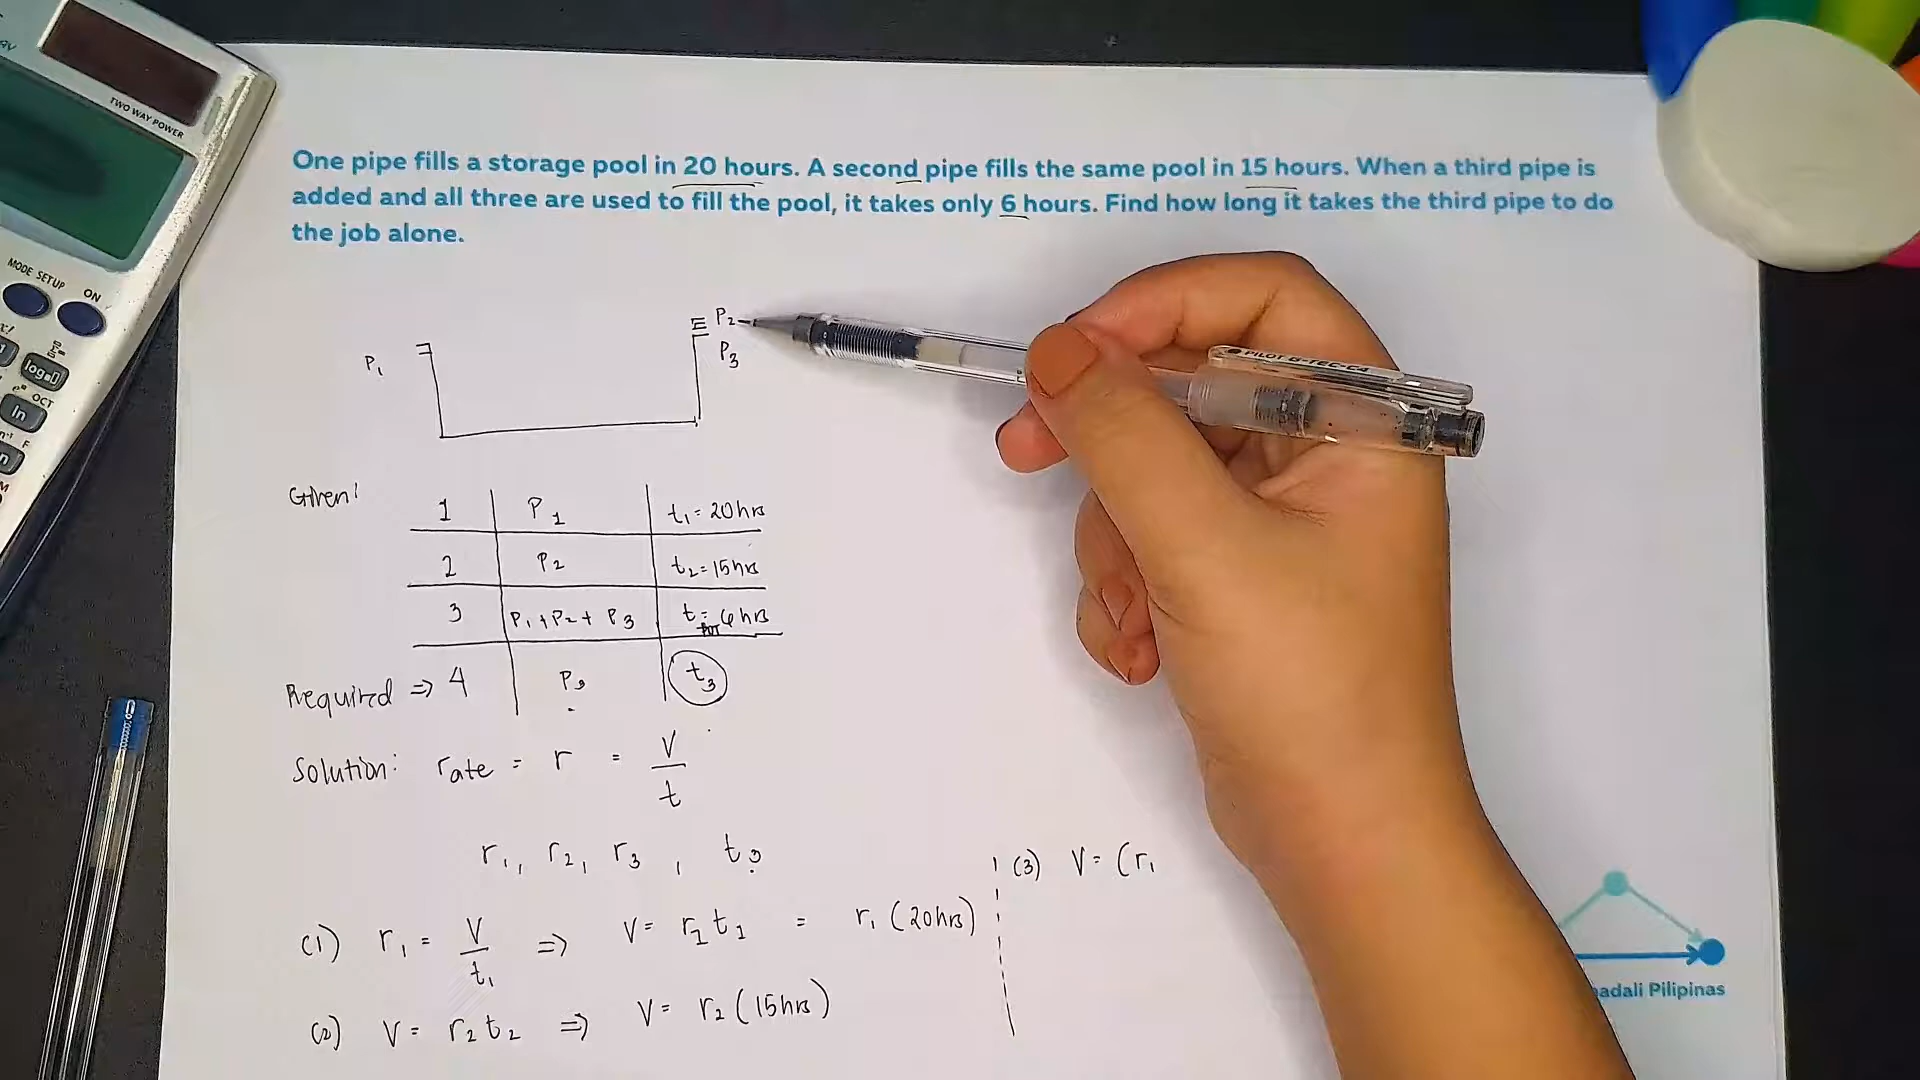 TWO WAY POWER
MODE SETUP ON
log
OCT
ln
One pipe fills a storage pool in 20 hours. A second pipe fills the same pool in 15 hours. When a third pipe is
added and all three are used to fill the pool, it takes only 6 hours. Find how long it takes the third pipe to do
the job alone.
P2
P1
P3
PILOT G-TEC-C4
Given:
1 P1 t1 = 20hrs
2 P2 t2 = 15hrs
3 P1 + P2 + P3 t = 6hrs
Required => 4 P3 t3
Solution: rate = r = V/t
r1, r2, r3, t3
(3) V = (r1
(1) r1 = V/t1 => V = r1 t1 = r1 (20hrs)
(2) V = r2 t2 => V = r2 (15hrs)
adali Pilipinas